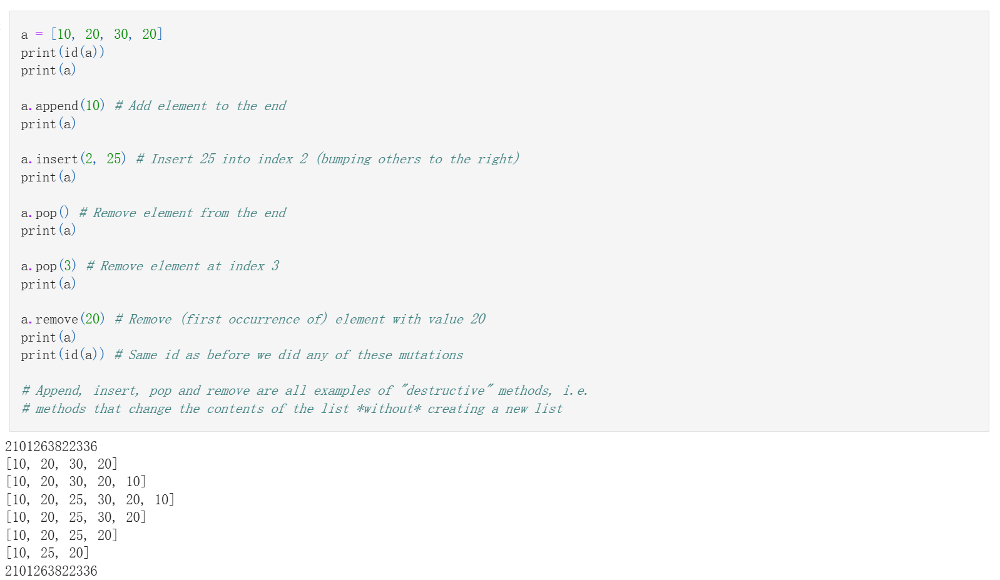 a = [10, 20, 30, 20]
print(id(a))
print(a)
a.append(10) # Add element to the end
print(a)
a.insert(2, 25) # Insert 25 into index 2 (bumping others to the right)
print(a)
a.pop() # Remove element from the end
print(a)
a.pop(3) # Remove element at index 3
print(a)
a.remove(20) # Remove (first occurrence of) element with value 20
print(a)
print(id(a)) # Same id as before we did any of these mutations
# Append, insert, pop and remove are all examples of "destructive" methods, i.e.
# methods that change the contents of the list *without* creating a new list
2101263822336
[10, 20, 30, 20]
[10, 20, 30, 20, 10]
[10, 20, 25, 30, 20, 10]
[10, 20, 25, 30, 20]
[10, 20, 25, 20]
[10, 25, 20]
2101263822336